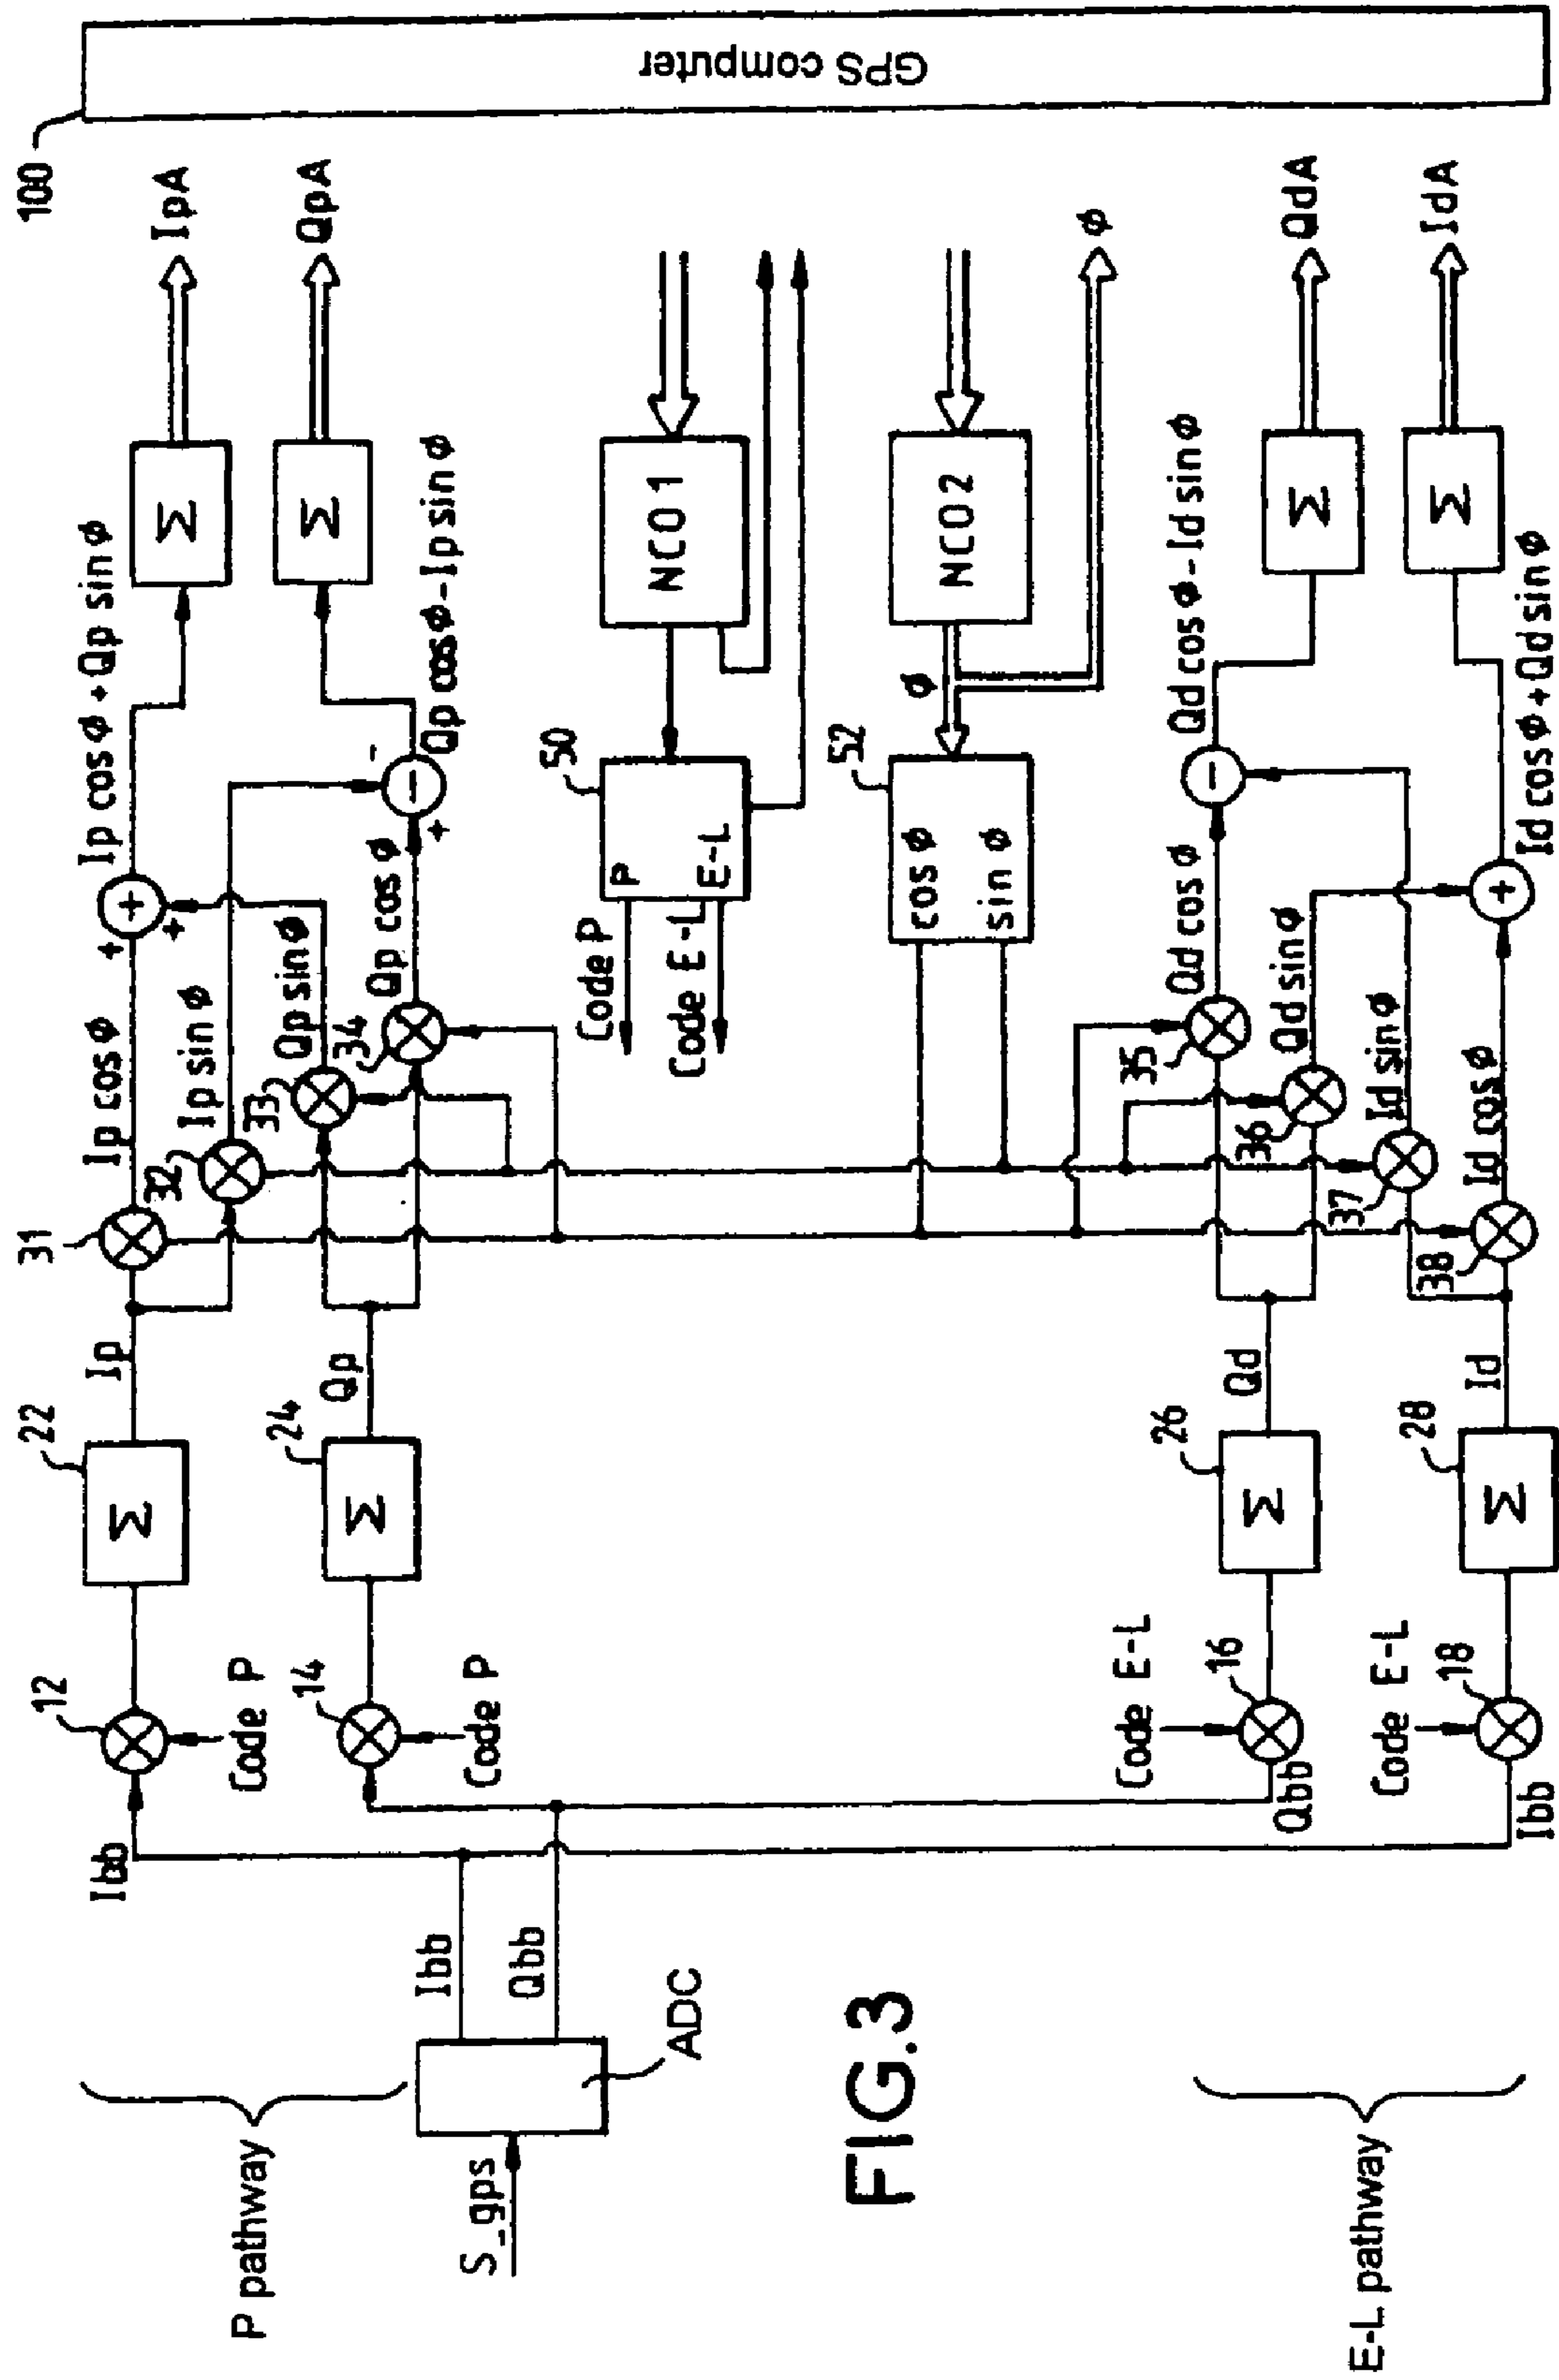 P pathway
S_gps
ADC
Ibb
Qbb
Ibb
12
Code P
14
Code P
22
Σ
24
Σ
Ip
Qp
31
32
33
34
Ip cos ϕ
Ip sin ϕ
Qp sin ϕ
Qp cos ϕ
+
+
+
-
-
+
Ip cos ϕ + Qp sin ϕ
Qp cos ϕ - Ip sin ϕ
Σ
Σ
IpA
QpA
100
GPS computer
Code P
Code E-L
50
P
E-L
NCO1
52
cos ϕ
sin ϕ
ϕ
NCO2
ϕ
FIG.3
E-L pathway
Qbb
Code E-L
16
Ibb
Code E-L
18
26
Σ
28
Σ
Qd
Id
35
36
37
38
Qd cos ϕ
Qd sin ϕ
Id sin ϕ
Id cos ϕ
-
+
Qd cos ϕ - Id sin ϕ
Id cos ϕ + Qd sin ϕ
Σ
Σ
QdA
IdA